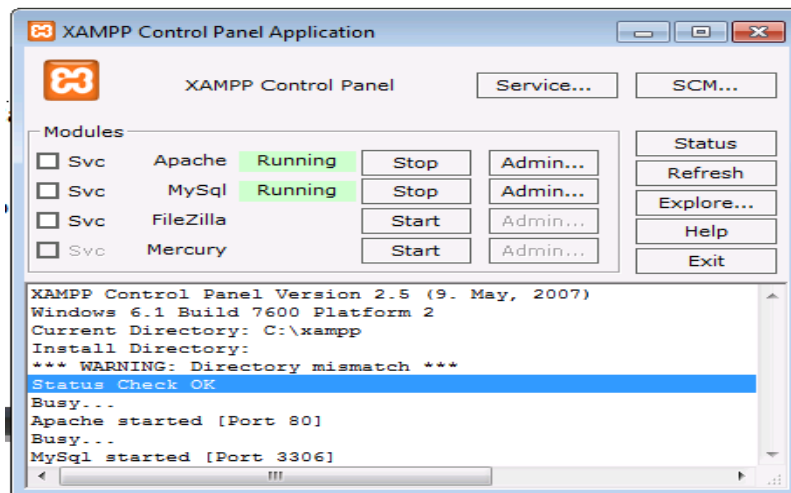 XAMPP Control Panel Application
XAMPP Control Panel Service... SCM...
Modules
Svc Apache Running Stop Admin...
Svc MySql Running Stop Admin...
Svc FileZilla Start Admin...
Svc Mercury Start Admin...
Status
Refresh
Explore...
Help
Exit
XAMPP Control Panel Version 2.5 (9. May, 2007)
Windows 6.1 Build 7600 Platform 2
Current Directory: C:\xampp
Install Directory:
*** WARNING: Directory mismatch ***
Status Check OK
Busy...
Apache started [Port 80]
Busy...
MySql started [Port 3306]